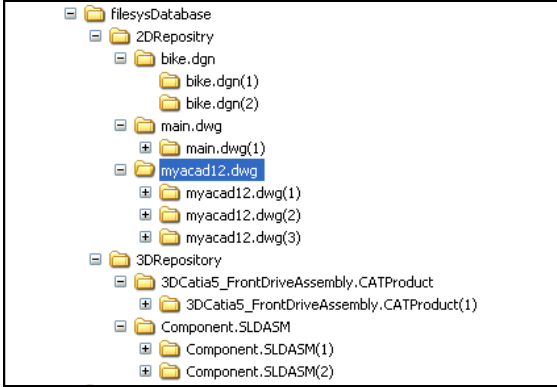 filesysDatabase
2DRepositry
bike.dgn
bike.dgn(1)
bike.dgn(2)
main.dwg
main.dwg(1)
myacad12.dwg
myacad12.dwg(1)
myacad12.dwg(2)
myacad12.dwg(3)
3DRepository
3DCatia5_FrontDriveAssembly.CATProduct
3DCatia5_FrontDriveAssembly.CATProduct(1)
Component.SLDASM
Component.SLDASM(1)
Component.SLDASM(2)